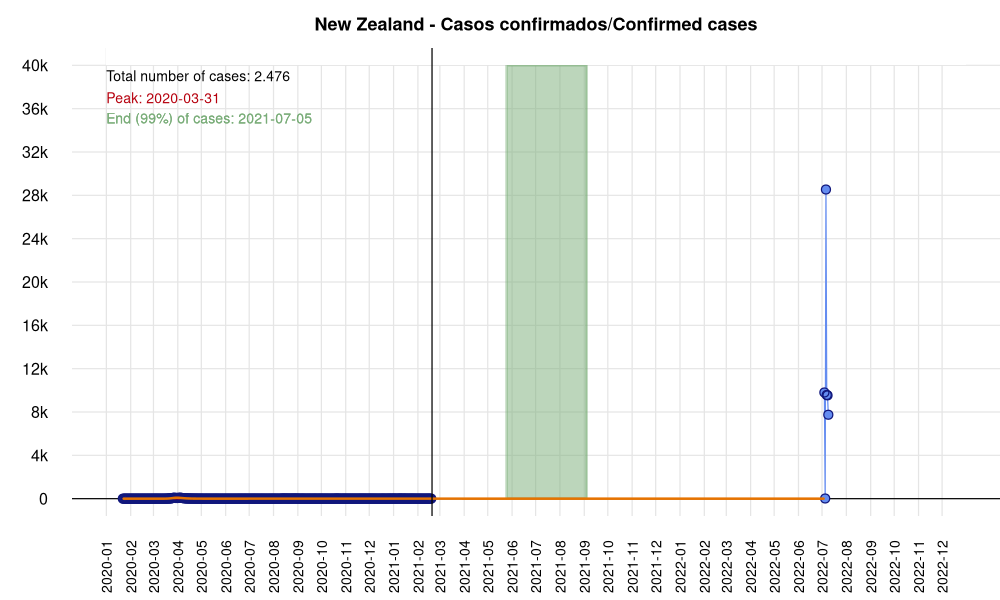 New Zealand - Casos confirmados/Confirmed cases
40k
36k
32k
28k
24k
20k
16k
12k
8k
4k
0
Total number of cases: 2.476
Peak: 2020-03-31
End (99%) of cases: 2021-07-05
2020-01
2020-02
2020-03
2020-04
2020-05
2020-06
2020-07
2020-08
2020-09
2020-10
2020-11
2020-12
2021-01
2021-02
2021-03
2021-04
2021-05
2021-06
2021-07
2021-08
2021-09
2021-10
2021-11
2021-12
2022-01
2022-02
2022-03
2022-04
2022-05
2022-06
2022-07
2022-08
2022-09
2022-10
2022-11
2022-12